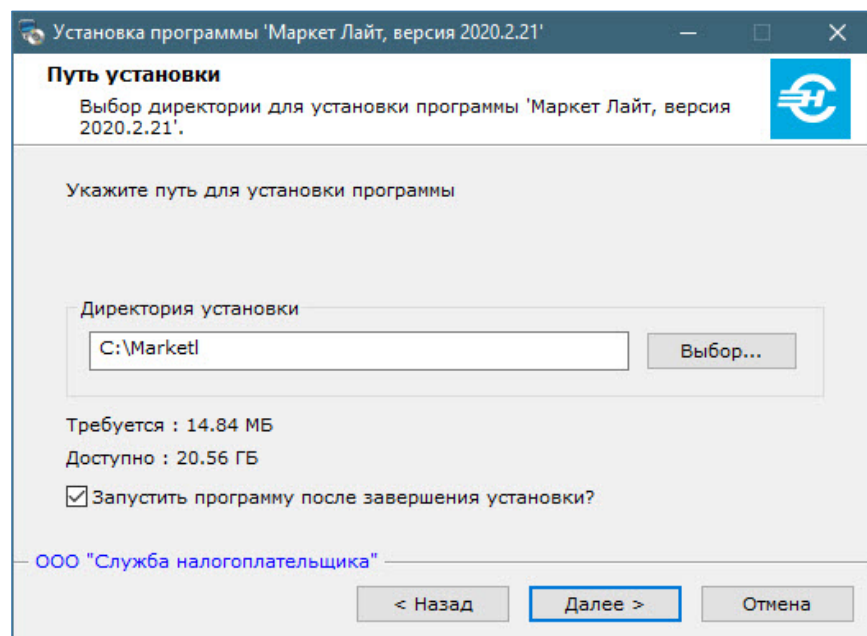 Установка программы 'Маркет Лайт, версия 2020.2.21'
Путь установки
Выбор директории для установки программы 'Маркет Лайт, версия
2020.2.21'.
Укажите путь для установки программы
Директория установки
C:\Marketl
Выбор...
Требуется : 14.84 МБ
Доступно : 20.56 ГБ
Запустить программу после завершения установки?
ООО "Служба налогоплательщика"
< Назад
Далее >
Отмена